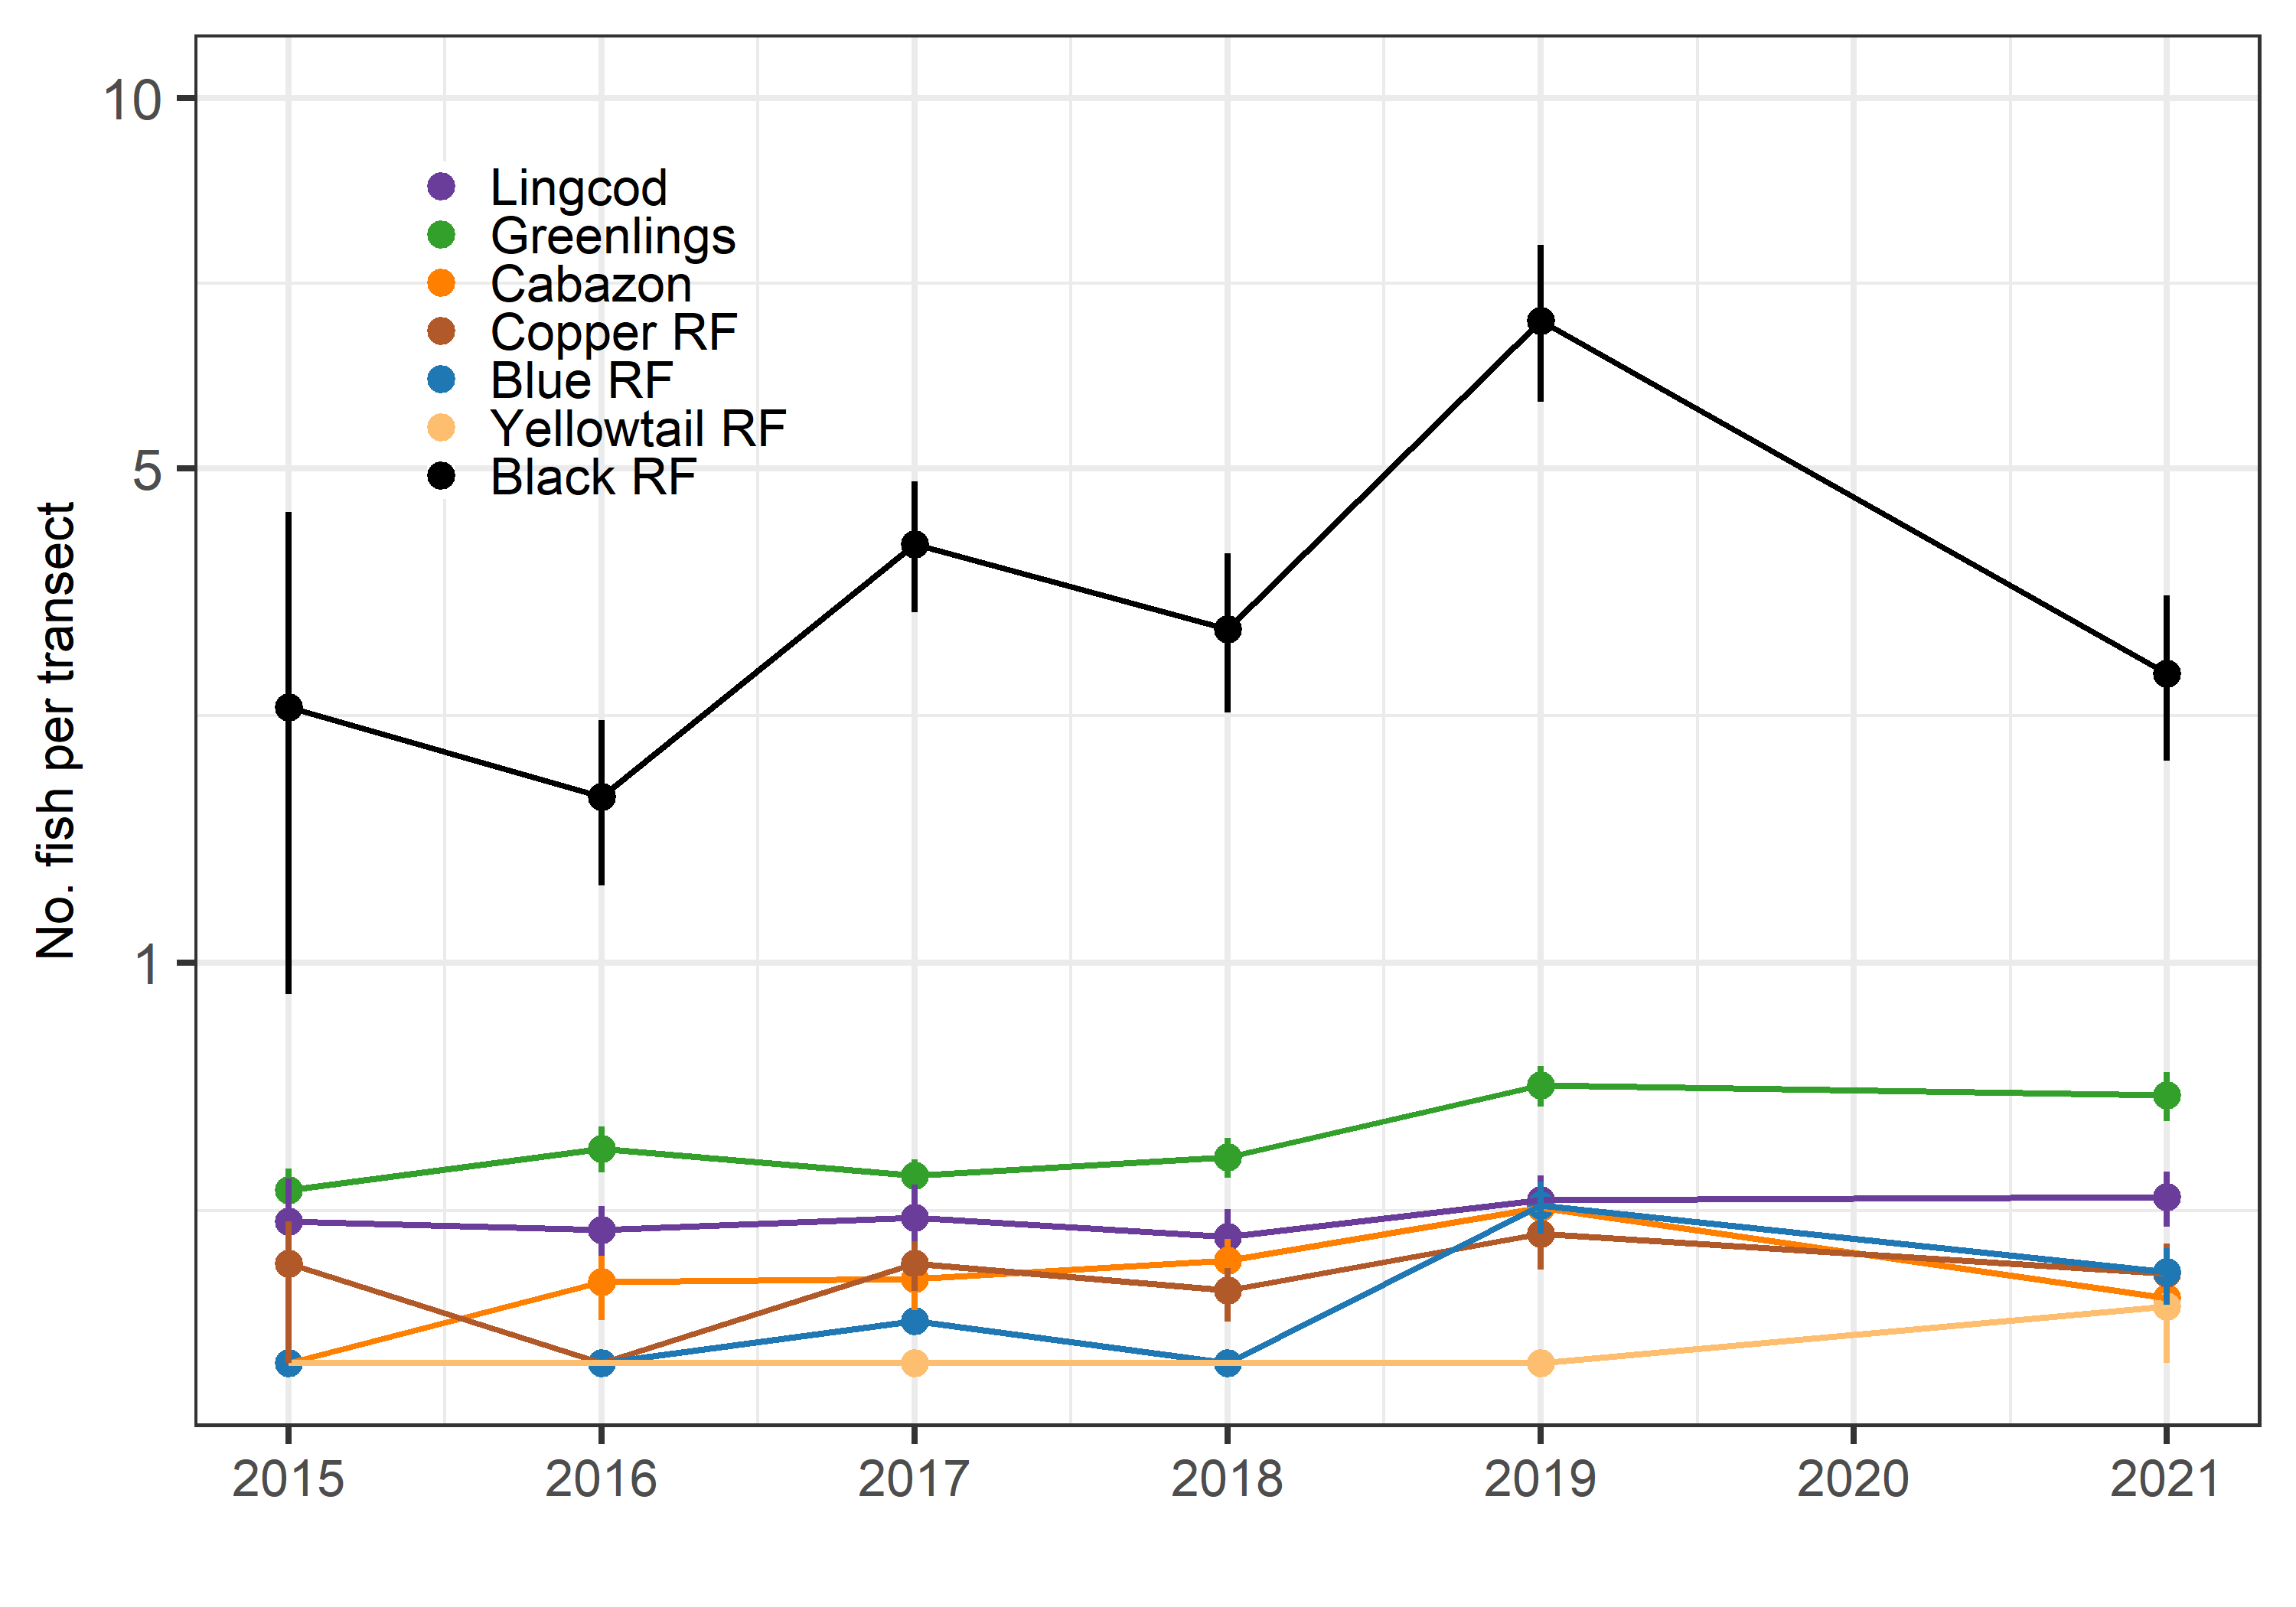 10
5
1
No. fish per transect
Lingcod
Greenlings
Cabazon
Copper RF
Blue RF
Yellowtail RF
Black RF
2015 2016 2017 2018 2019 2020 2021